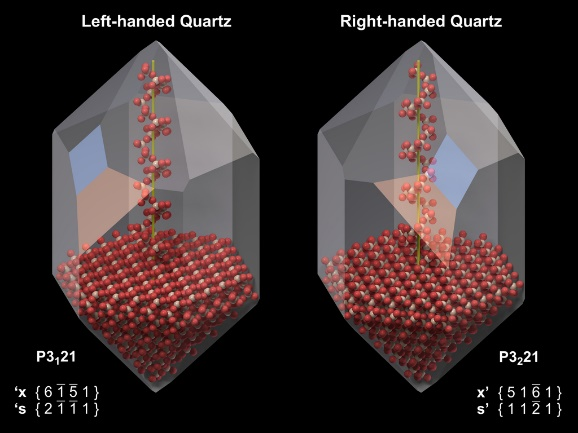 Left-handed Quartz
Right-handed Quartz
P3₁21
P3₂21
‘x { 6 1̅ 5̅ 1 }
‘s { 2 1̅ 1̅ 1 }
x’ { 5 1 6̅ 1 }
s’ { 1 1 2̅ 1 }